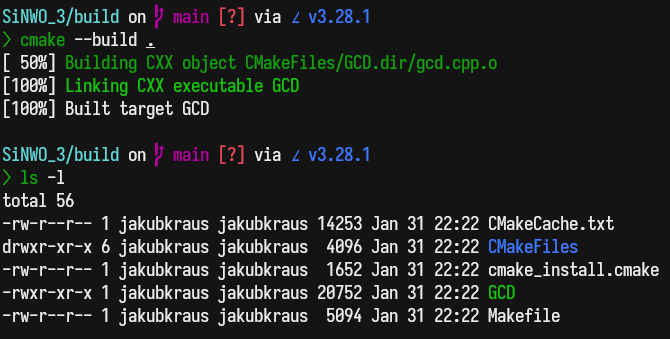 SiNWO_3/build on main [?] via v3.28.1
> cmake --build .
[ 50%] Building CXX object CMakeFiles/GCD.dir/gcd.cpp.o
[100%] Linking CXX executable GCD
[100%] Built target GCD
SiNWO_3/build on main [?] via v3.28.1
> ls -l
total 56
-rw-r--r-- 1 jakubkraus jakubkraus 14253 Jan 31 22:22 CMakeCache.txt
drwxr-xr-x 6 jakubkraus jakubkraus 4096 Jan 31 22:22 CMakeFiles
-rw-r--r-- 1 jakubkraus jakubkraus 1652 Jan 31 22:22 cmake_install.cmake
-rwxr-xr-x 1 jakubkraus jakubkraus 20752 Jan 31 22:22 GCD
-rw-r--r-- 1 jakubkraus jakubkraus 5094 Jan 31 22:22 Makefile